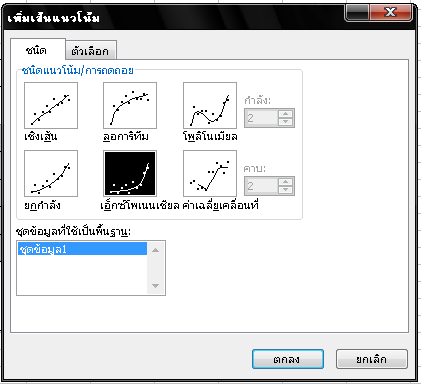 เพิ่มเส้นแนวโน้ม
ชนิด ตัวเลือก
ชนิดแนวโน้ม/การถดถอย
เชิงเส้น ลอการิทึม โพลิโนเมียล กำลัง: 2
ยกกำลัง เอ็กซ์โพเนนเชียล ค่าเฉลี่ยเคลื่อนที่ คาบ: 2
ชุดข้อมูลที่ใช้เป็นพื้นฐาน:
ชุดข้อมูล1
ตกลง ยกเลิก